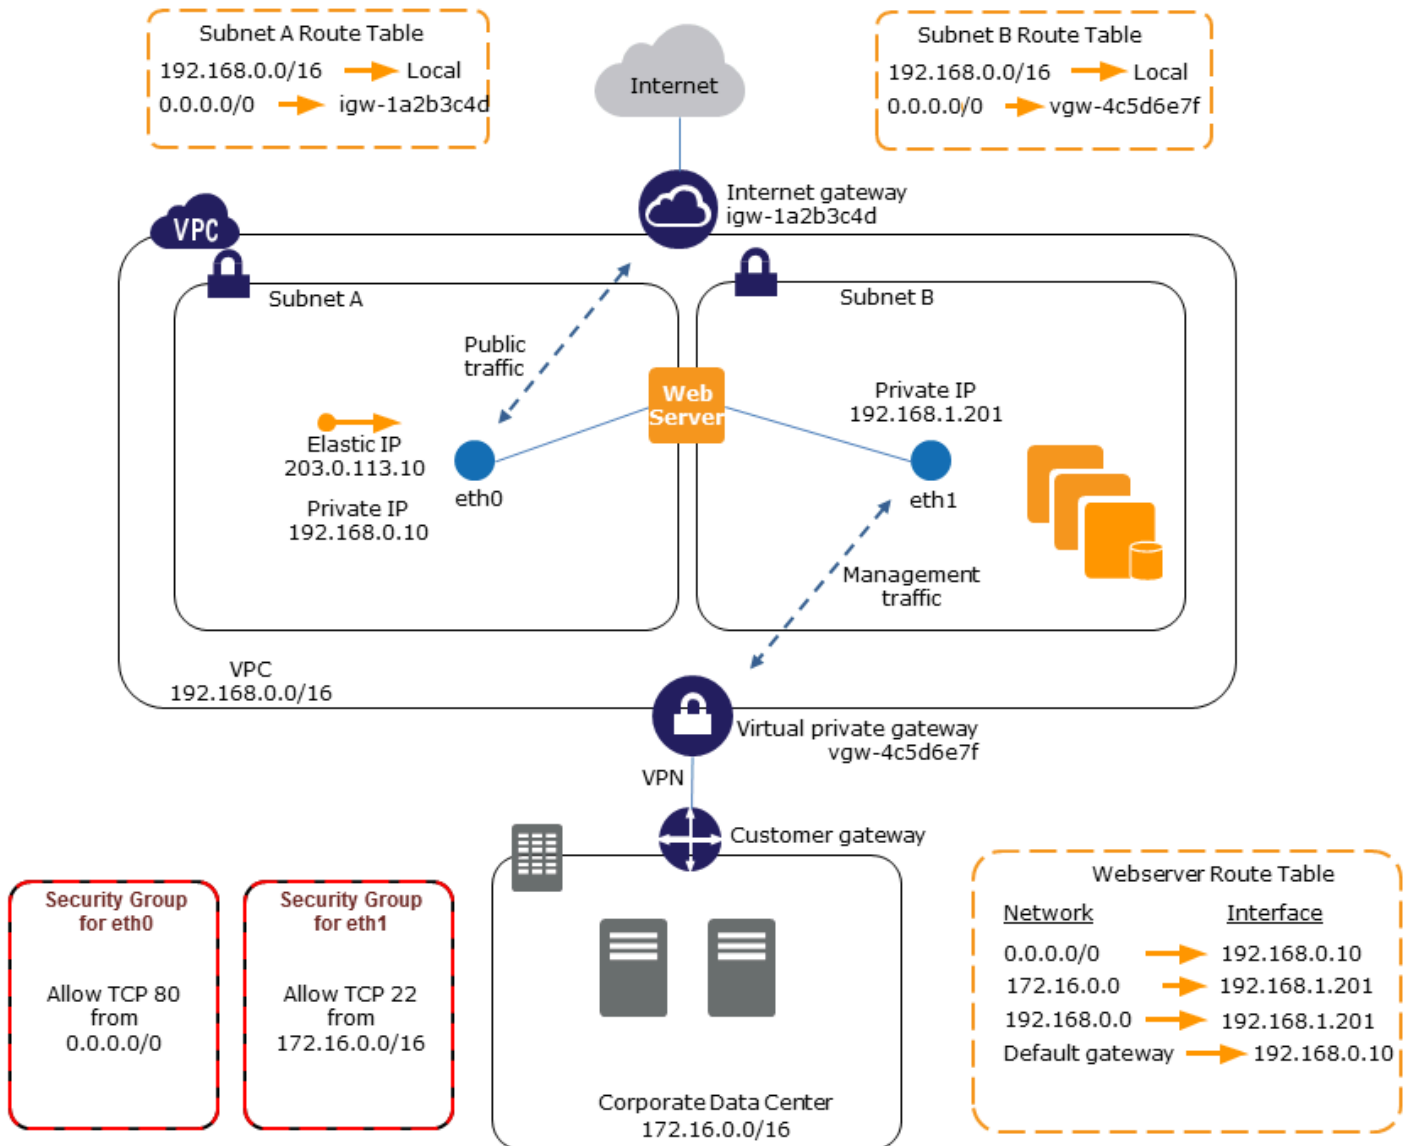 Subnet A Route Table
192.168.0.0/16 Local
0.0.0.0/0 igw-1a2b3c4d
Internet
Subnet B Route Table
192.168.0.0/16 Local
0.0.0.0/0 vgw-4c5d6e7f
Internet gateway
igw-1a2b3c4d
VPC
Subnet A
Subnet B
Public
traffic
Web
Server
Elastic IP
203.0.113.10
Private IP
192.168.0.10
eth0
Private IP
192.168.1.201
eth1
Management
traffic
VPC
192.168.0.0/16
Virtual private gateway
vgw-4c5d6e7f
VPN
Customer gateway
Security Group
for eth0
Allow TCP 80
from
0.0.0.0/0
Security Group
for eth1
Allow TCP 22
from
172.16.0.0/16
Corporate Data Center
172.16.0.0/16
Webserver Route Table
Network Interface
0.0.0.0/0 192.168.0.10
172.16.0.0 192.168.1.201
192.168.0.0 192.168.1.201
Default gateway 192.168.0.10